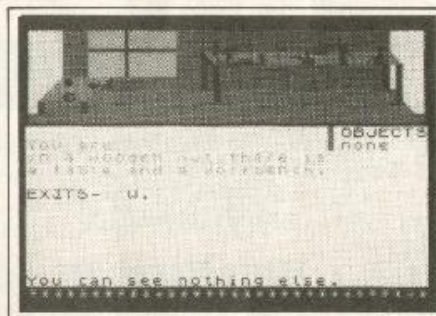 OBJECTS
none
You are
in a wooden hut there is
a table and a workbench.
EXITS- W.
You can see nothing else.